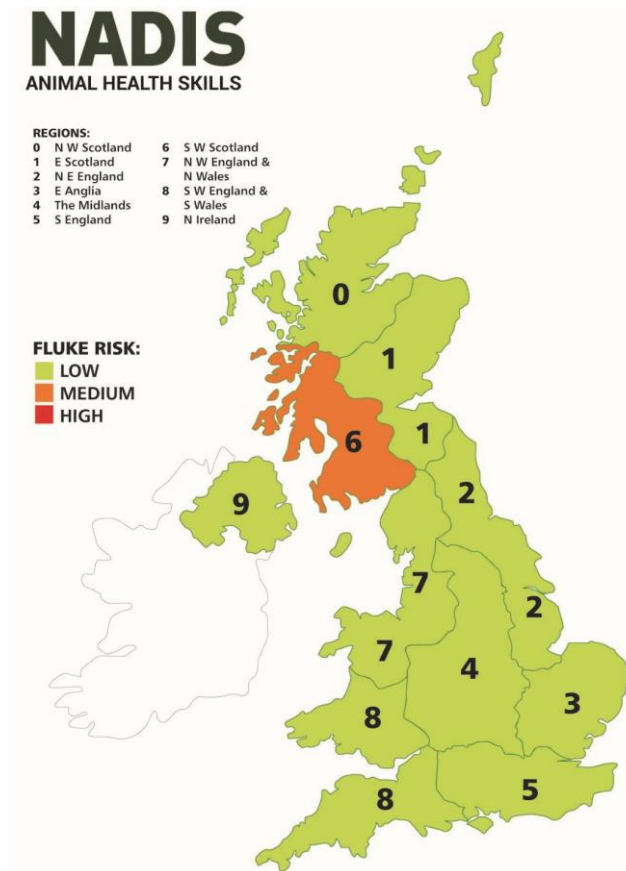 NADIS
ANIMAL HEALTH SKILLS
REGIONS:
0 N W Scotland
1 E Scotland
2 N E England
3 E Anglia
4 The Midlands
5 S England
6 S W Scotland
7 N W England &
N Wales
8 S W England &
S Wales
9 N Ireland
FLUKE RISK:
LOW
MEDIUM
HIGH
0
1
6
1
9
2
7
2
7
4
3
8
5
8